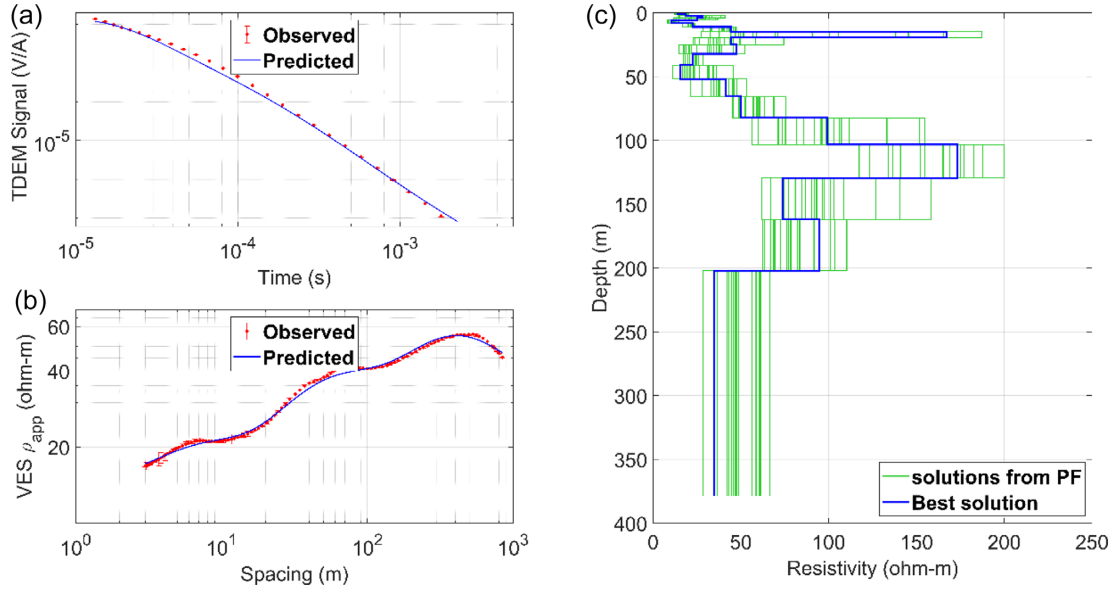 (a)
TDEM Signal (V/A)
10^-5
Observed
Predicted
10^-5 10^-4 10^-3
Time (s)
(b)
VES ρ_app (ohm-m)
60
40
20
Observed
Predicted
10^0 10^1 10^2 10^3
Spacing (m)
(c)
Depth (m)
0
50
100
150
200
250
300
350
400
solutions from PF
Best solution
0 50 100 150 200 250
Resistivity (ohm-m)